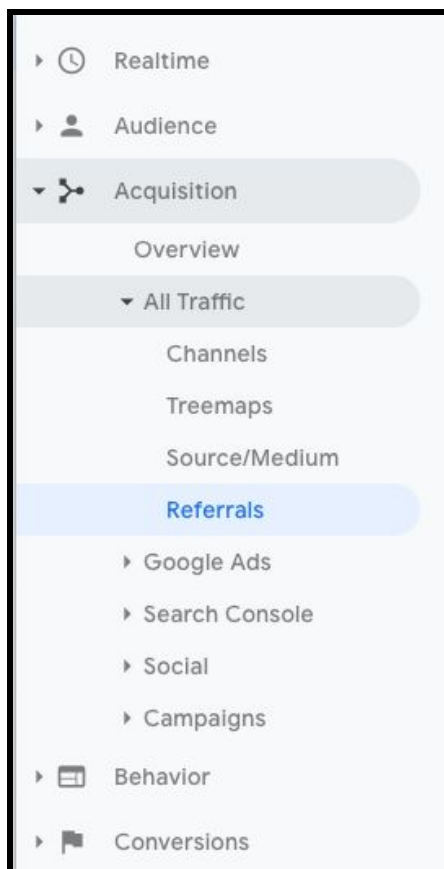 Realtime
Audience
Acquisition
Overview
All Traffic
Channels
Treemaps
Source/Medium
Referrals
Google Ads
Search Console
Social
Campaigns
Behavior
Conversions